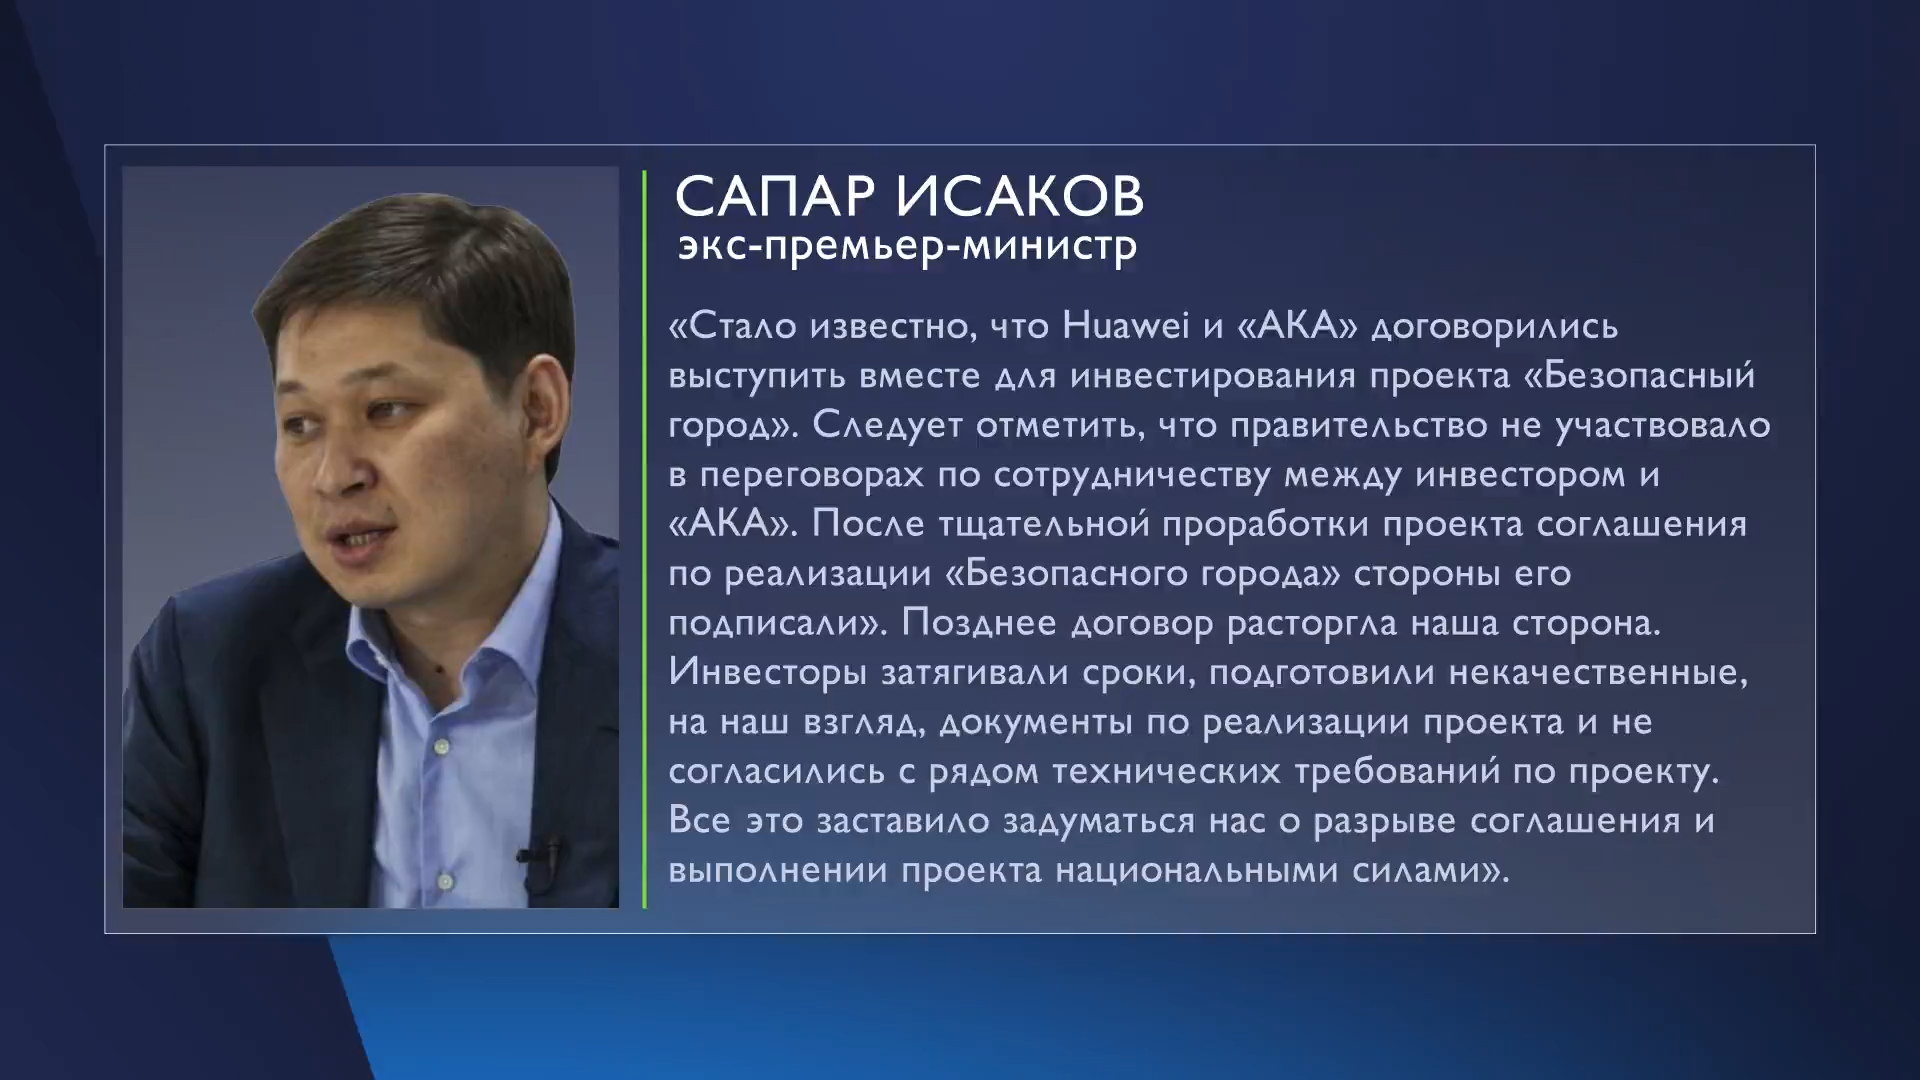 САПАР ИСАКОВ
экс-премьер-министр
«Стало известно, что Huawei и «АКА» договорились
выступить вместе для инвестирования проекта «Безопасный
город». Следует отметить, что правительство не участвовало
в переговорах по сотрудничеству между инвестором и
«АКА». После тщательной проработки проекта соглашения
по реализации «Безопасного города» стороны его
подписали». Позднее договор расторгла наша сторона.
Инвесторы затягивали сроки, подготовили некачественные,
на наш взгляд, документы по реализации проекта и не
согласились с рядом технических требований по проекту.
Все это заставило задуматься нас о разрыве соглашения и
выполнении проекта национальными силами».